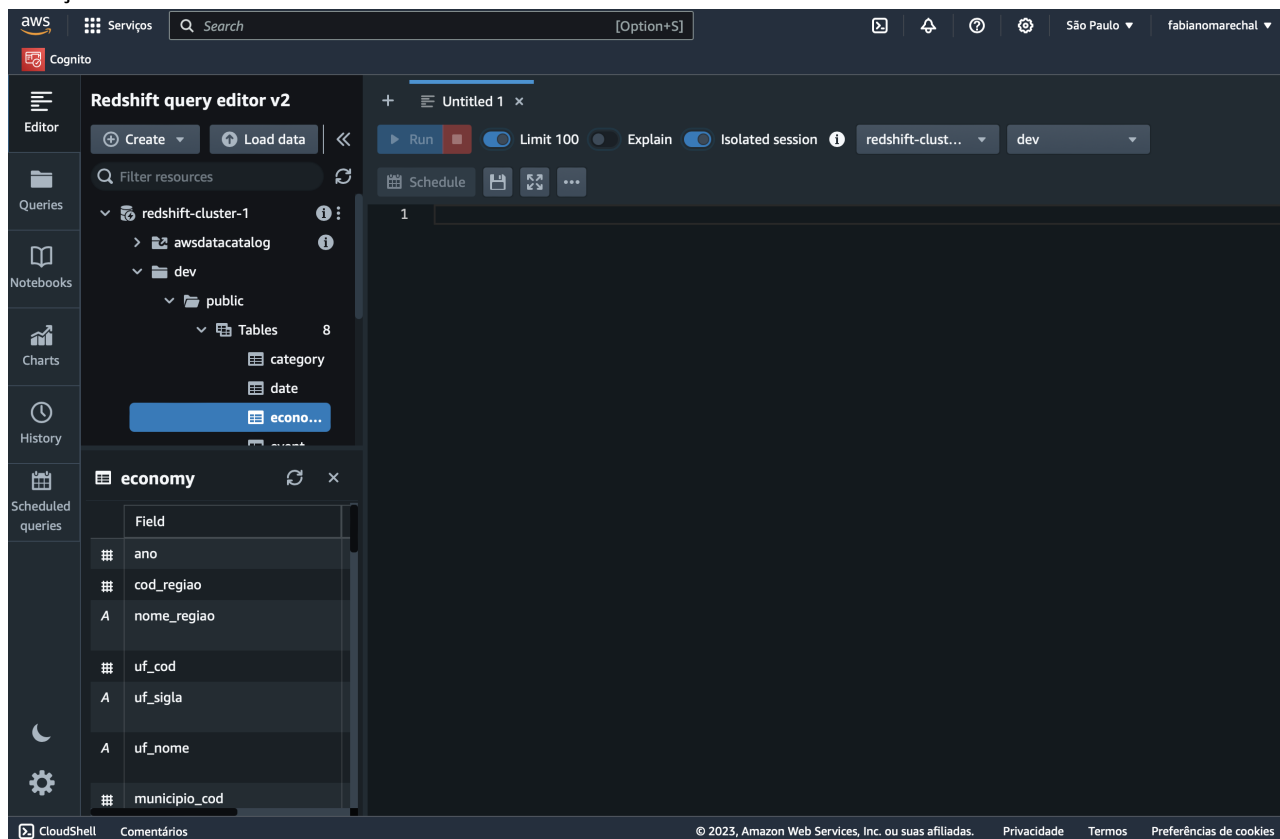 aws Serviços Search [Option+S] São Paulo fabianomarechal
Cognito
Editor
Queries
Notebooks
Charts
History
Scheduled
queries
Redshift query editor v2
Create Load data
Filter resources
redshift-cluster-1
awsdatacatalog
dev
public
Tables 8
category
date
econo...
economy
Field
ano
cod_regiao
nome_regiao
uf_cod
uf_sigla
uf_nome
municipio_cod
+ Untitled 1 ×
Run Limit 100 Explain Isolated session redshift-clust... dev
Schedule
1
CloudShell Comentários © 2023, Amazon Web Services, Inc. ou suas afiliadas. Privacidade Termos Preferências de cookies